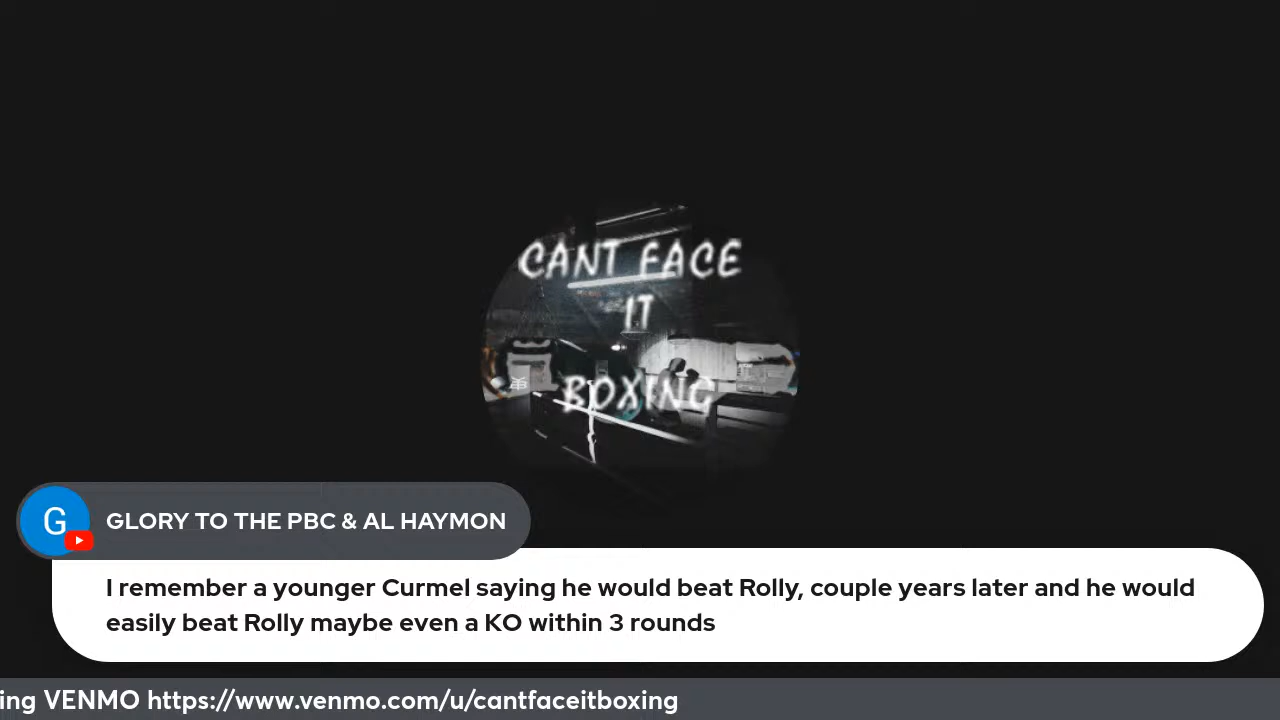 CANT FACE
IT
BOXING
G
GLORY TO THE PBC & AL HAYMON
I remember a younger Curmel saying he would beat Rolly, couple years later and he would
easily beat Rolly maybe even a KO within 3 rounds
ing VENMO https://www.venmo.com/u/cantfaceitboxing